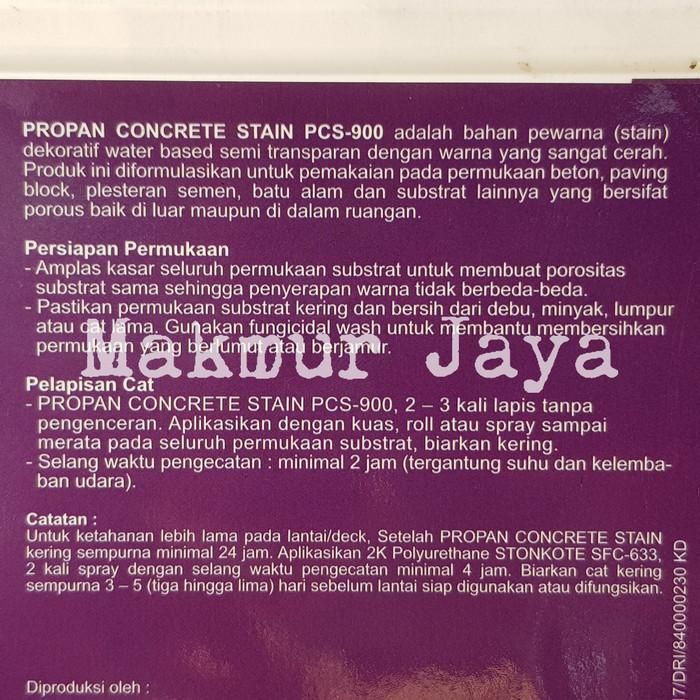 PROPAN CONCRETE STAIN PCS-900 adalah bahan pewarna (stain)
dekoratif water based semi transparan dengan warna yang sangat cerah.
Produk ini diformulasikan untuk pemakaian pada permukaan beton, paving
block, plesteran semen, batu alam dan substrat lainnya yang bersifat
porous baik di luar maupun di dalam ruangan.
Persiapan Permukaan
- Amplas kasar seluruh permukaan substrat untuk membuat porositas
substrat sama sehingga penyerapan warna tidak berbeda-beda.
- Pastikan permukaan substrat kering dan bersih dari debu, minyak, lumpur
atau cat lama. Gunakan fungicidal wash untuk membantu membersihkan
permukaan yang berlumut atau berjamur.
Makmur Jaya
Pelapisan Cat
- PROPAN CONCRETE STAIN PCS-900, 2 – 3 kali lapis tanpa
pengenceran. Aplikasikan dengan kuas, roll atau spray sampai
merata pada seluruh permukaan substrat, biarkan kering.
- Selang waktu pengecatan : minimal 2 jam (tergantung suhu dan kelemba-
ban udara).
Catatan :
Untuk ketahanan lebih lama pada lantai/deck, Setelah PROPAN CONCRETE STAIN
kering sempurna minimal 24 jam. Aplikasikan 2K Polyurethane STONKOTE SFC-633,
2 kali spray dengan selang waktu pengecatan minimal 4 jam. Biarkan cat kering
sempurna 3 – 5 (tiga hingga lima) hari sebelum lantai siap digunakan atau difungsikan.
Diproduksi oleh :
7/DRI/840000230 KD